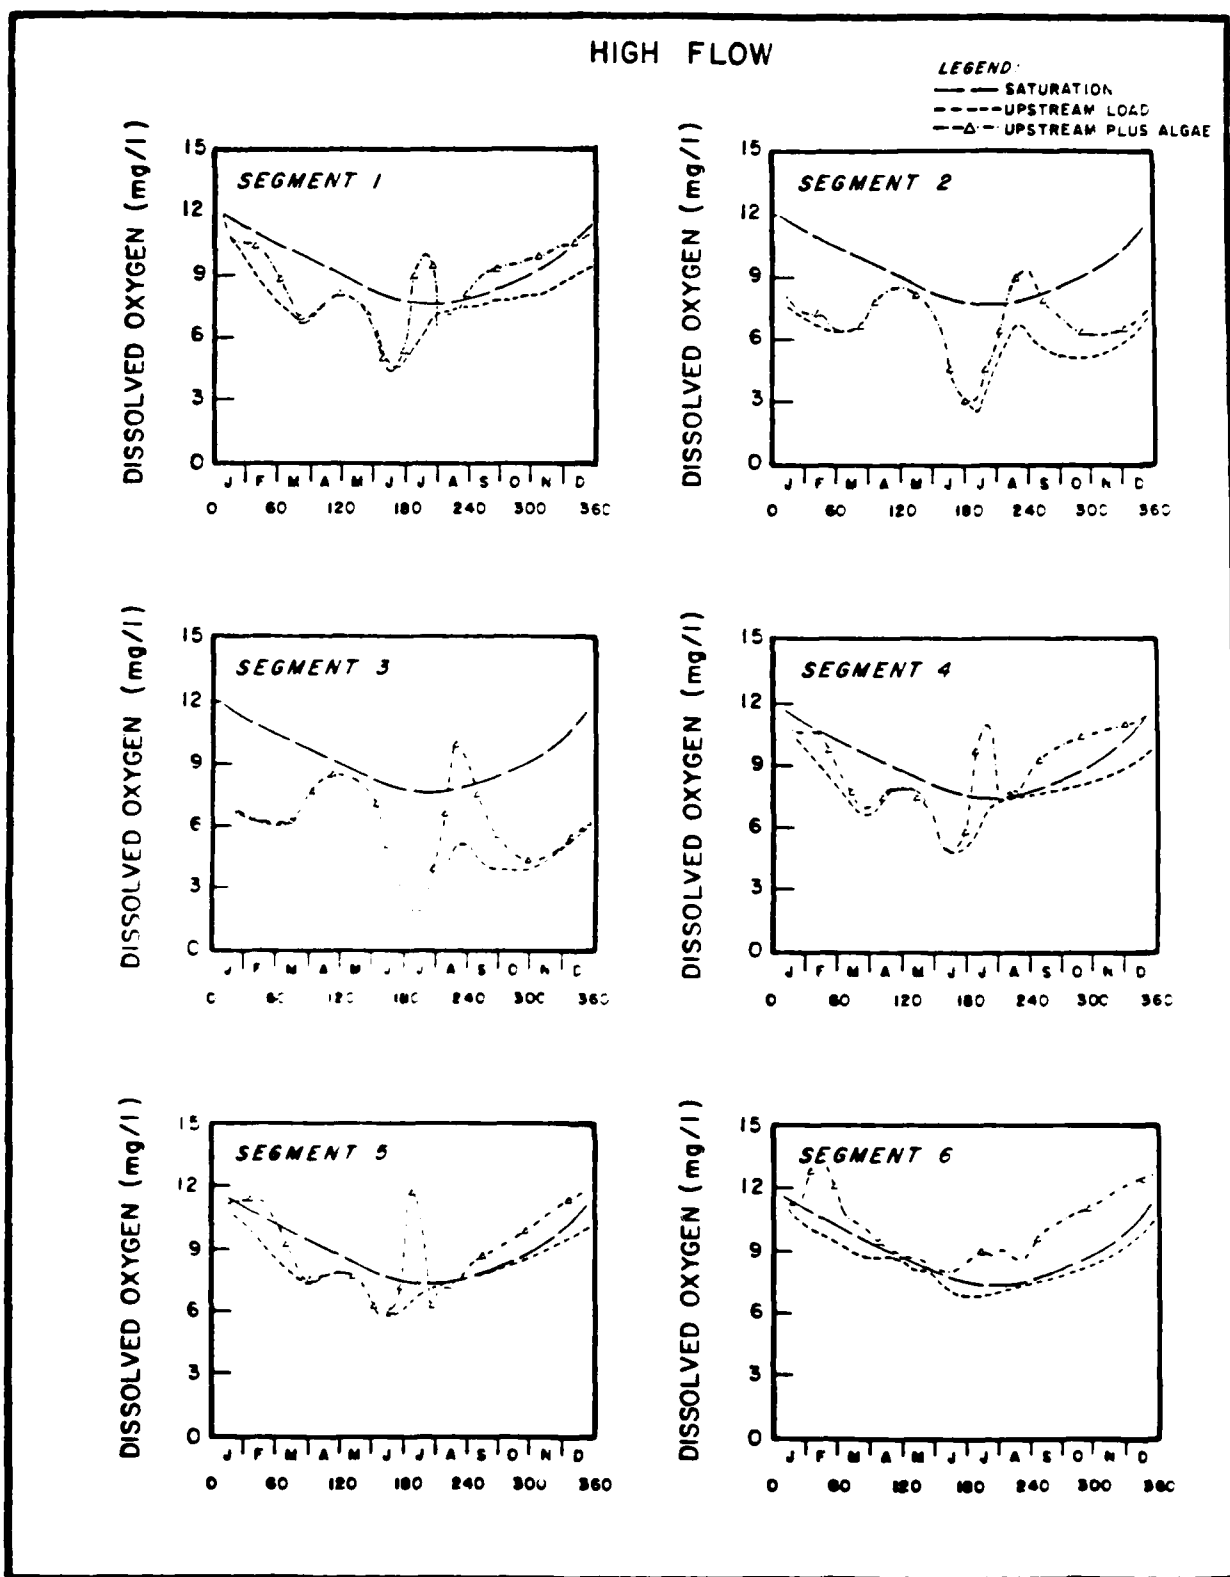 HIGH FLOW
LEGEND:
SATURATION
UPSTREAM LOAD
UPSTREAM PLUS ALGAE
DISSOLVED OXYGEN (mg/l)
SEGMENT 1
15
12
9
6
3
0
J F M A M J J A S O N D
0 60 120 180 240 300 360
DISSOLVED OXYGEN (mg/l)
SEGMENT 2
15
12
9
6
3
0
J F M A M J J A S O N D
0 60 120 180 240 300 360
DISSOLVED OXYGEN (mg/l)
SEGMENT 3
15
12
9
6
3
0
J F M A M J J A S O N D
0 60 120 180 240 300 360
DISSOLVED OXYGEN (mg/l)
SEGMENT 4
15
12
9
6
3
0
J F M A M J J A S O N D
0 60 120 180 240 300 360
DISSOLVED OXYGEN (mg/l)
SEGMENT 5
15
12
9
6
3
0
J F M A M J J A S O N D
0 60 120 180 240 300 360
DISSOLVED OXYGEN (mg/l)
SEGMENT 6
15
12
9
6
3
0
J F M A M J J A S O N D
0 60 120 180 240 300 360